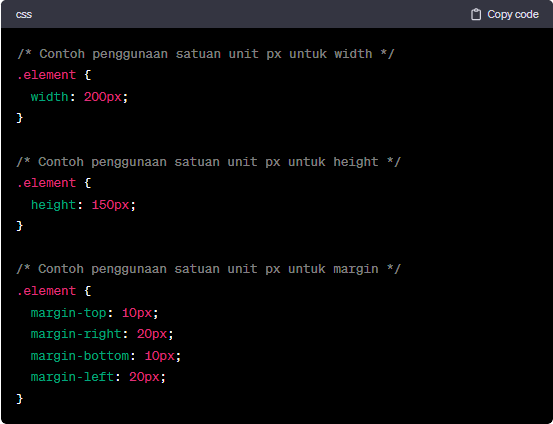 css
Copy code
/* Contoh penggunaan satuan unit px untuk width */
.element {
  width: 200px;
}

/* Contoh penggunaan satuan unit px untuk height */
.element {
  height: 150px;
}

/* Contoh penggunaan satuan unit px untuk margin */
.element {
  margin-top: 10px;
  margin-right: 20px;
  margin-bottom: 10px;
  margin-left: 20px;
}